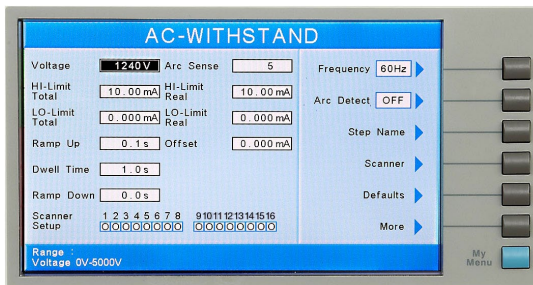 AC-WITHSTAND
Voltage 1240V Arc Sense 5
HI-Limit Total 10.00mA HI-Limit Real 10.00mA
LO-Limit Total 0.000mA LO-Limit Real 0.000mA
Ramp Up 0.1s Offset 0.000mA
Dwell Time 1.0s
Ramp Down 0.0s
Scanner Setup 1 2 3 4 5 6 7 8 9 10 11 12 13 14 15 16
OOOOOOOO OOOOOOOO
Range :
Voltage 0V-5000V
Frequency 60Hz
Arc Detect OFF
Step Name
Scanner
Defaults
More
My
Menu